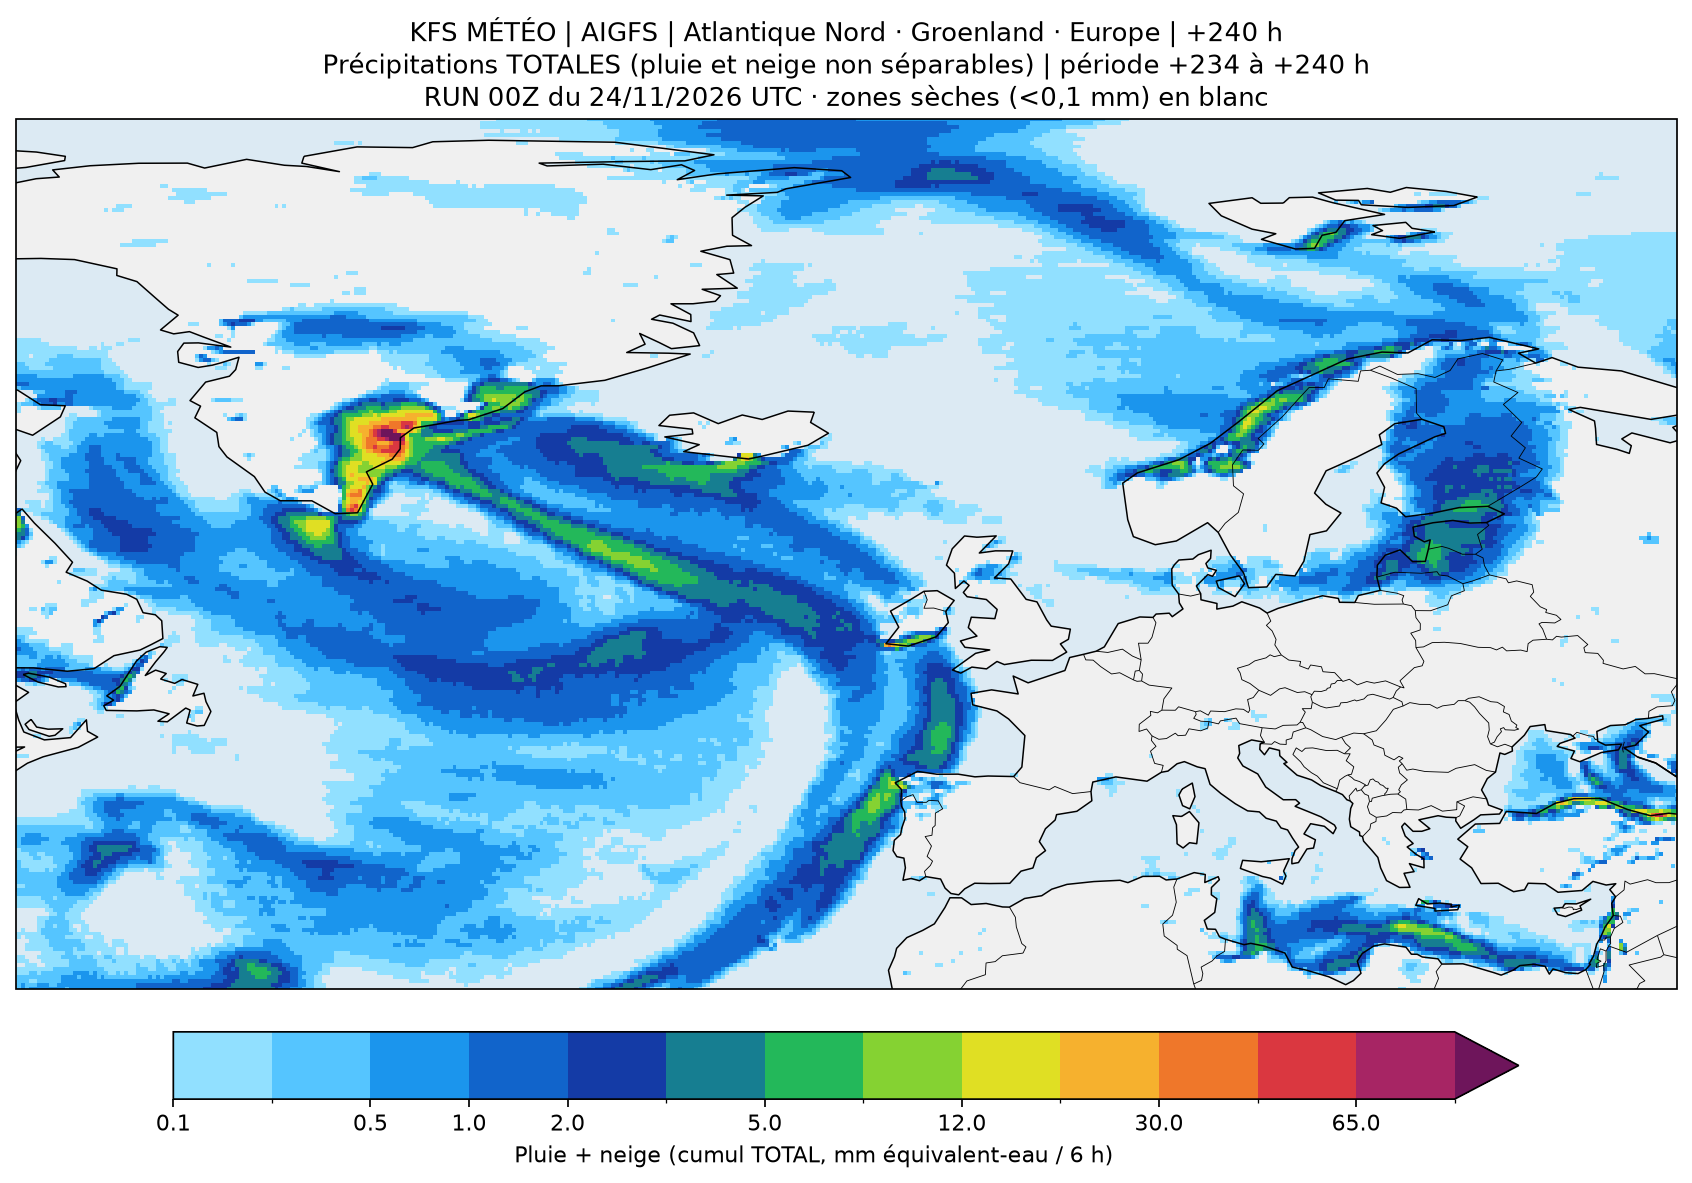 KFS MÉTÉO | AIGFS | Atlantique Nord · Groenland · Europe | +240 h
Précipitations TOTALES (pluie et neige non séparables) | période +234 à +240 h
RUN 00Z du 24/11/2026 UTC · zones sèches (<0,1 mm) en blanc
0.1 0.5 1.0 2.0 5.0 12.0 30.0 65.0
Pluie + neige (cumul TOTAL, mm équivalent-eau / 6 h)